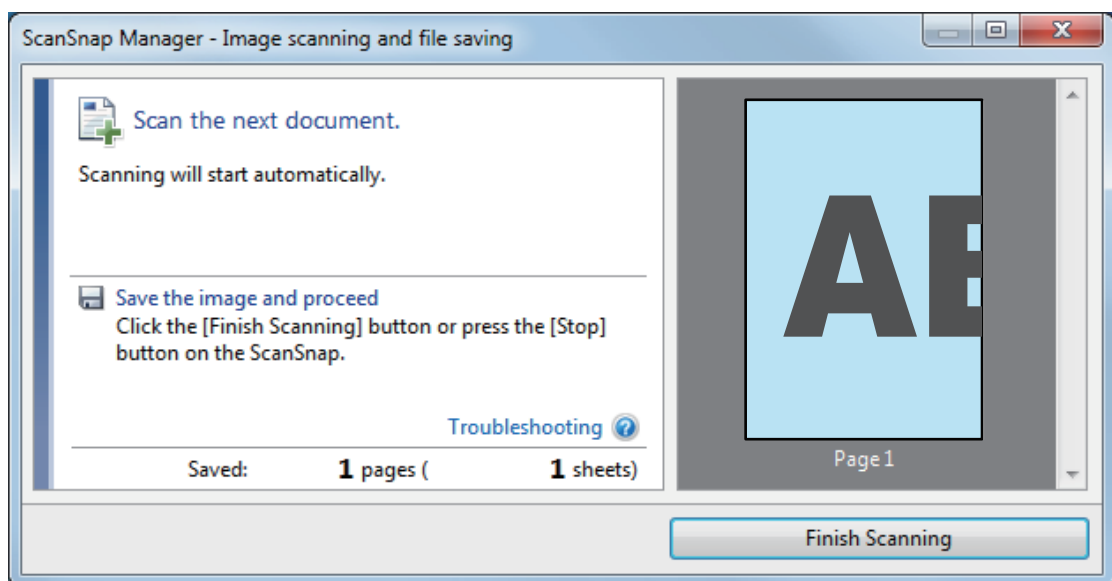 ScanSnap Manager - Image scanning and file saving
Scan the next document.
Scanning will start automatically.
Save the image and proceed
Click the [Finish Scanning] button or press the [Stop]
button on the ScanSnap.
Troubleshooting
Saved: 1 pages ( 1 sheets)
AB
Page 1
Finish Scanning